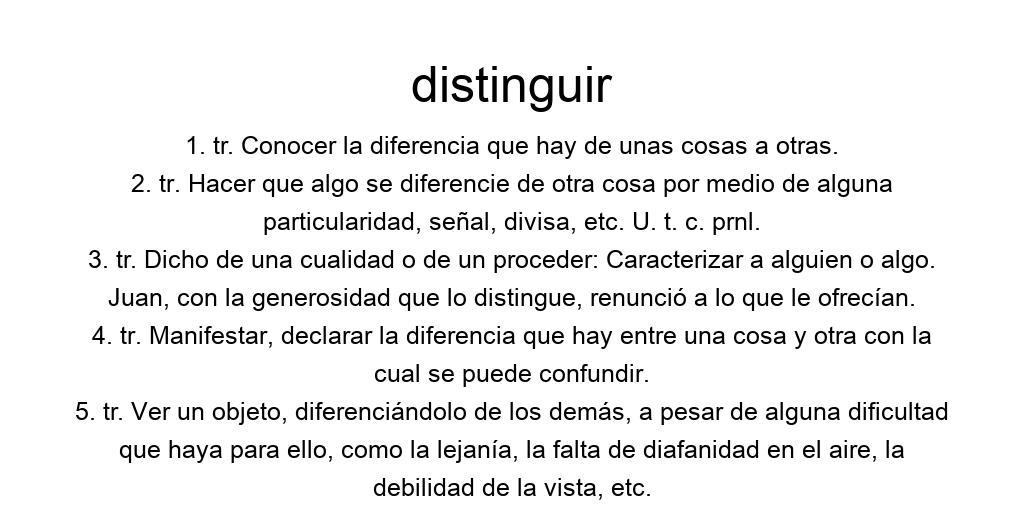 distinguir
1. tr. Conocer la diferencia que hay de unas cosas a otras.
2. tr. Hacer que algo se diferencie de otra cosa por medio de alguna
particularidad, señal, divisa, etc. U. t. c. prnl.
3. tr. Dicho de una cualidad o de un proceder: Caracterizar a alguien o algo.
Juan, con la generosidad que lo distingue, renunció a lo que le ofrecían.
4. tr. Manifestar, declarar la diferencia que hay entre una cosa y otra con la
cual se puede confundir.
5. tr. Ver un objeto, diferenciándolo de los demás, a pesar de alguna dificultad
que haya para ello, como la lejanía, la falta de diafanidad en el aire, la
debilidad de la vista, etc.